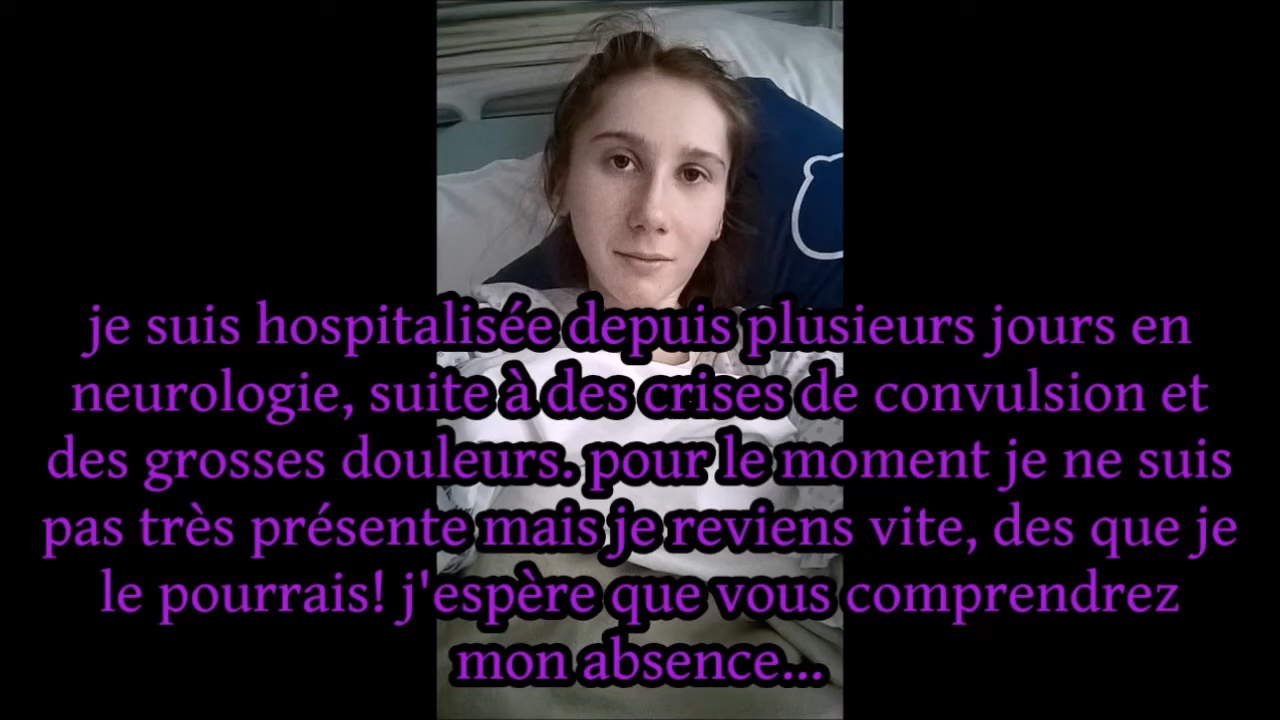 je suis hospitalisée depuis plusieurs jours en
neurologie, suite à des crises de convulsion et
des grosses douleurs. pour le moment je ne suis
pas très présente mais je reviens vite, des que je
le pourrais! j'espère que vous comprendrez
mon absence...